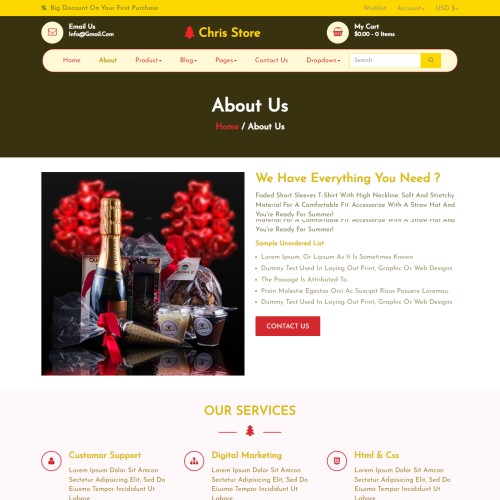 % Big Discount On Your First Purchase
Wishlist Account USD $
Email Us
Info@Gmail.Com
Chris Store
My Cart
$0.00 - 0 Items
Home About Product Blog Pages Contact Us Dropdown Search
About Us
Home / About Us
We Have Everything You Need ?
Faded Short Sleeves T-Shirt With High Neckline. Soft And Stretchy
Material For A Comfortable Fit. Accessorize With A Straw Hat And
You're Ready For Summer!
Material For A Comfortable Fit. Accessorize With A Straw Hat And
You're Ready For Summer!
Sample Unordered List
Lorem Ipsum, Or Lipsum As It Is Sometimes Known
Dummy Text Used In Laying Out Print, Graphic Or Web Designs
The Passage Is Attributed To.
Proin Molestie Egestas Orci Ac Suscipit Risus Posuere Loremou.
Dummy Text Used In Laying Out Print, Graphic Or Web Designs
CONTACT US
OUR SERVICES
Customar Support
Lorem Ipsum Dolor Sit Amcon
Sectetur Adipisicing Elit, Sed Do
Eiusmo Tempor Incididunt Ut
Labore
Digital Marketing
Lorem Ipsum Dolor Sit Amcon
Sectetur Adipisicing Elit, Sed Do
Eiusmo Tempor Incididunt Ut
Labore
Html & Css
Lorem Ipsum Dolor Sit Amcon
Sectetur Adipisicing Elit, Sed Do
Eiusmo Tempor Incididunt Ut
Labore